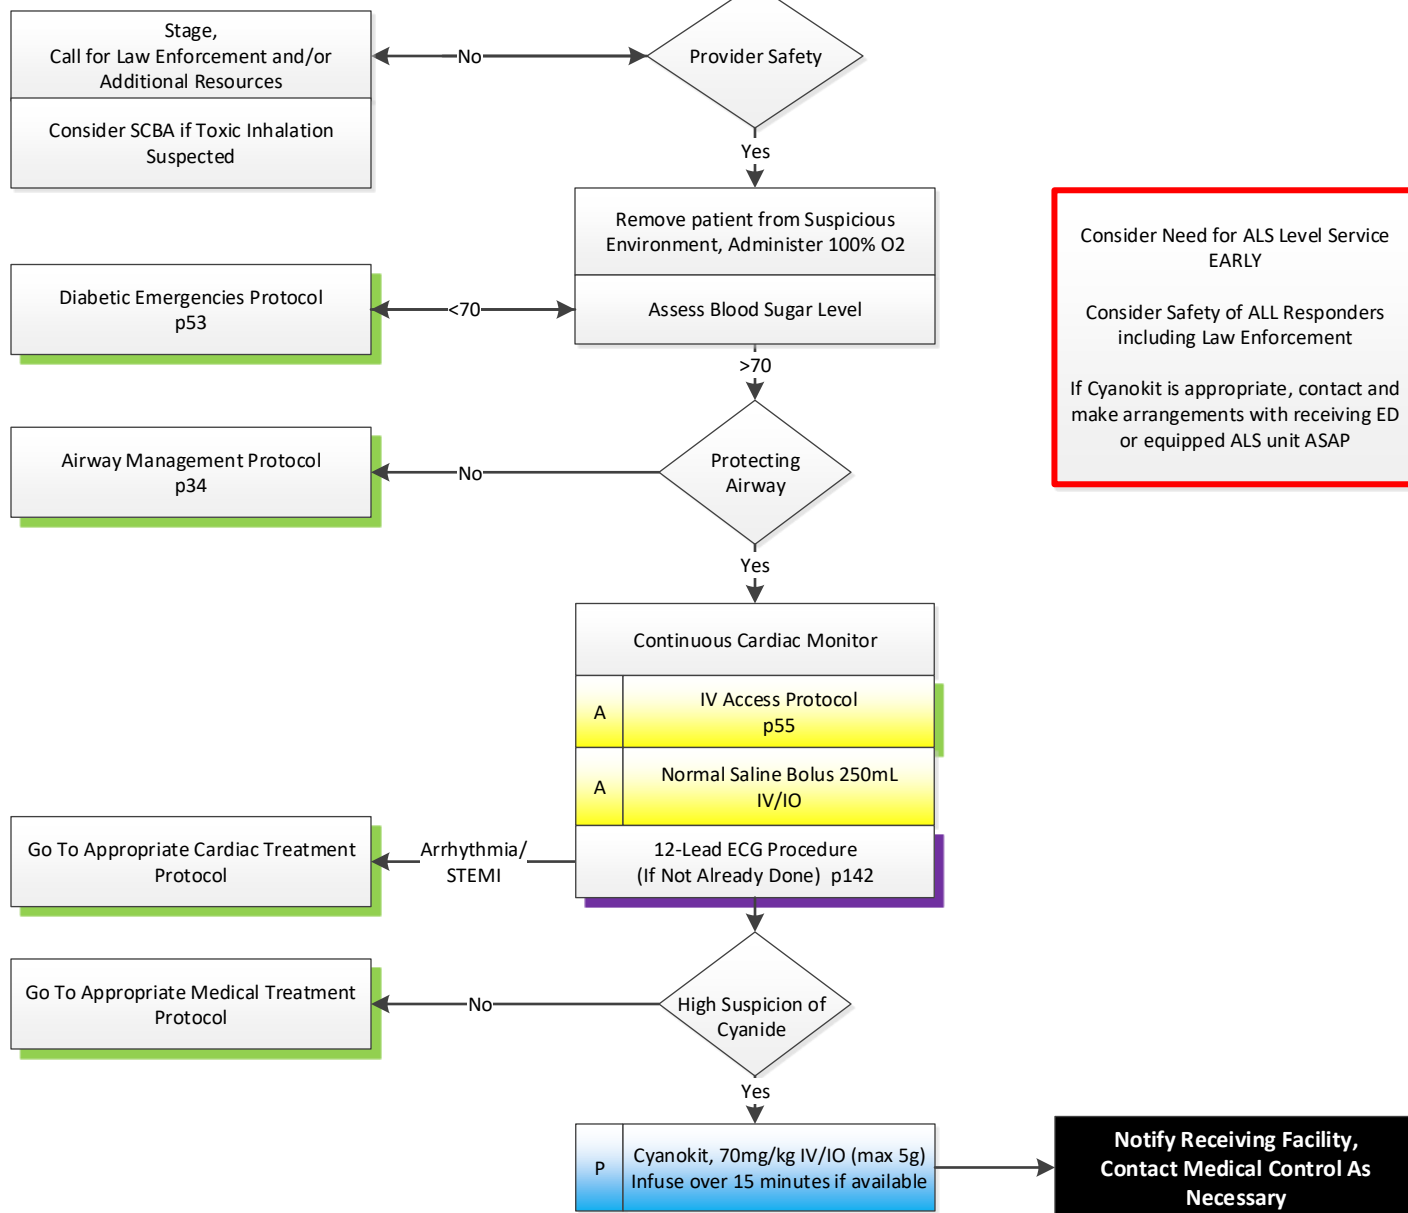 Stage,
Call for Law Enforcement and/or
Additional Resources
No
Provider Safety
Consider SCBA if Toxic Inhalation
Suspected
Yes
Remove patient from Suspicious
Environment, Administer 100% O2
Consider Need for ALS Level Service
EARLY
Consider Safety of ALL Responders
including Law Enforcement
If Cyanokit is appropriate, contact and
make arrangements with receiving ED
or equipped ALS unit ASAP
Diabetic Emergencies Protocol
p53
<70
Assess Blood Sugar Level
>70
Airway Management Protocol
p34
No
Protecting
Airway
Yes
Continuous Cardiac Monitor
A
IV Access Protocol
p55
A
Normal Saline Bolus 250mL
IV/IO
Go To Appropriate Cardiac Treatment
Protocol
Arrhythmia/
STEMI
12-Lead ECG Procedure
(If Not Already Done) p142
Go To Appropriate Medical Treatment
Protocol
No
High Suspicion of
Cyanide
Yes
P
Cyanokit, 70mg/kg IV/IO (max 5g)
Infuse over 15 minutes if available
Notify Receiving Facility,
Contact Medical Control As
Necessary